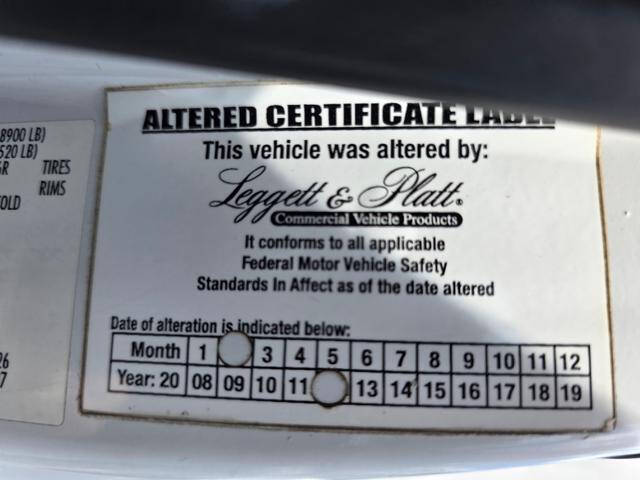 8900 LB)
520 LB)
TIRES
RIMS
OLD
26
7
ALTERED CERTIFICATE LABEL
This vehicle was altered by:
Leggett & Platt®
Commercial Vehicle Products
It conforms to all applicable
Federal Motor Vehicle Safety
Standards In Affect as of the date altered
Date of alteration is indicated below:
Month 1 3 4 5 6 7 8 9 10 11 12
Year: 20 08 09 10 11 13 14 15 16 17 18 19